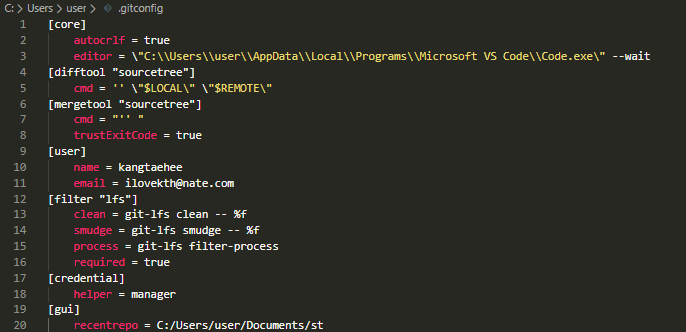 C: > Users > user > .gitconfig
1 [core]
2 autocrlf = true
3 editor = \"C:\\Users\\user\\AppData\\Local\\Programs\\Microsoft VS Code\\Code.exe\" --wait
4 [difftool "sourcetree"]
5 cmd = '' \"$LOCAL\" \"$REMOTE\"
6 [mergetool "sourcetree"]
7 cmd = "'' "
8 trustExitCode = true
9 [user]
10 name = kangtaehee
11 email = ilovekth@nate.com
12 [filter "lfs"]
13 clean = git-lfs clean -- %f
14 smudge = git-lfs smudge -- %f
15 process = git-lfs filter-process
16 required = true
17 [credential]
18 helper = manager
19 [gui]
20 recentrepo = C:/Users/user/Documents/st